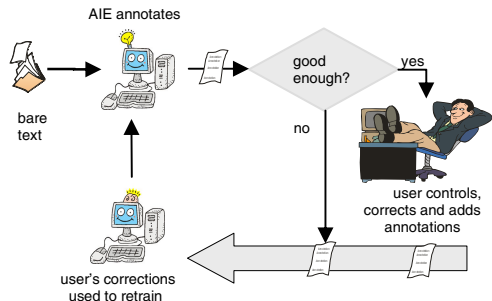 AIE annotates
bare
text
good
enough?
yes
no
user controls,
corrects and adds
annotations
user's corrections
used to retrain